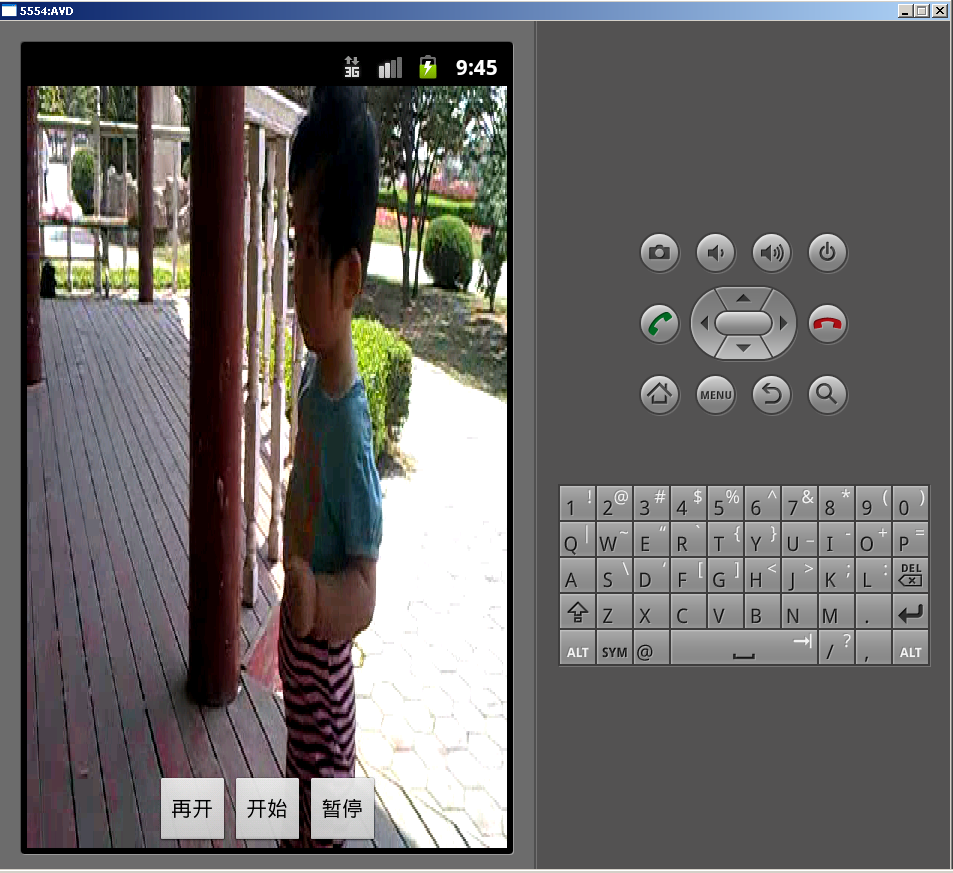 5554:AVD
3G 9:45
再开 开始 暂停
MENU
1 ! 2 @ 3 # 4 $ 5 % 6 ^ 7 & 8 * 9 ( 0 )
Q | W ~ E “ R ` T { Y } U _ I - O + P =
A S \ D ‘ F [ G ] H < J > K ; L : DEL
Z X C V B N M .
ALT SYM @ / ? , ALT